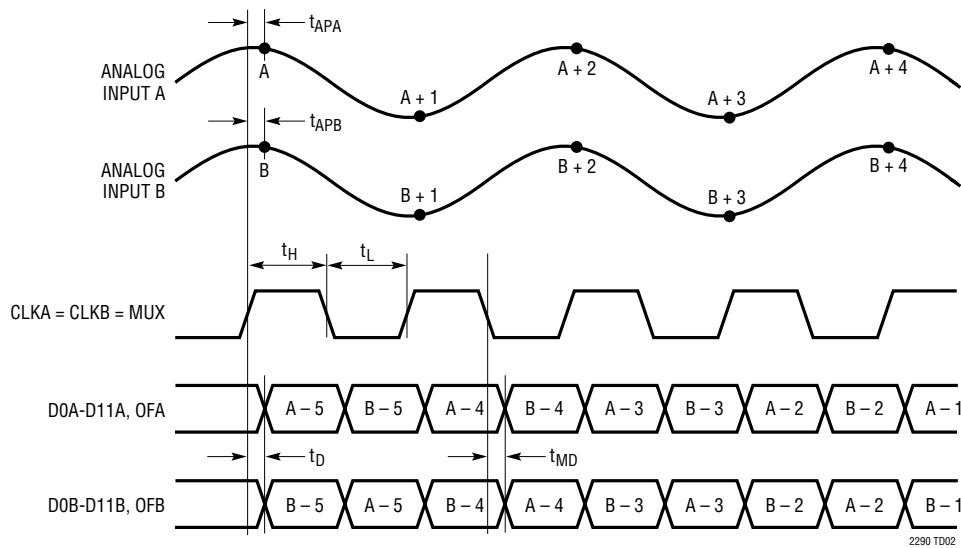 tAPA
ANALOG
INPUT A
A
A + 1
A + 2
A + 3
A + 4
tAPB
ANALOG
INPUT B
B
B + 1
B + 2
B + 3
B + 4
tH
tL
CLKA = CLKB = MUX
D0A-D11A, OFA
A – 5
B – 5
A – 4
B – 4
A – 3
B – 3
A – 2
B – 2
A – 1
tD
tMD
D0B-D11B, OFB
B – 5
A – 5
B – 4
A – 4
B – 3
A – 3
B – 2
A – 2
B – 1
2290 TD02